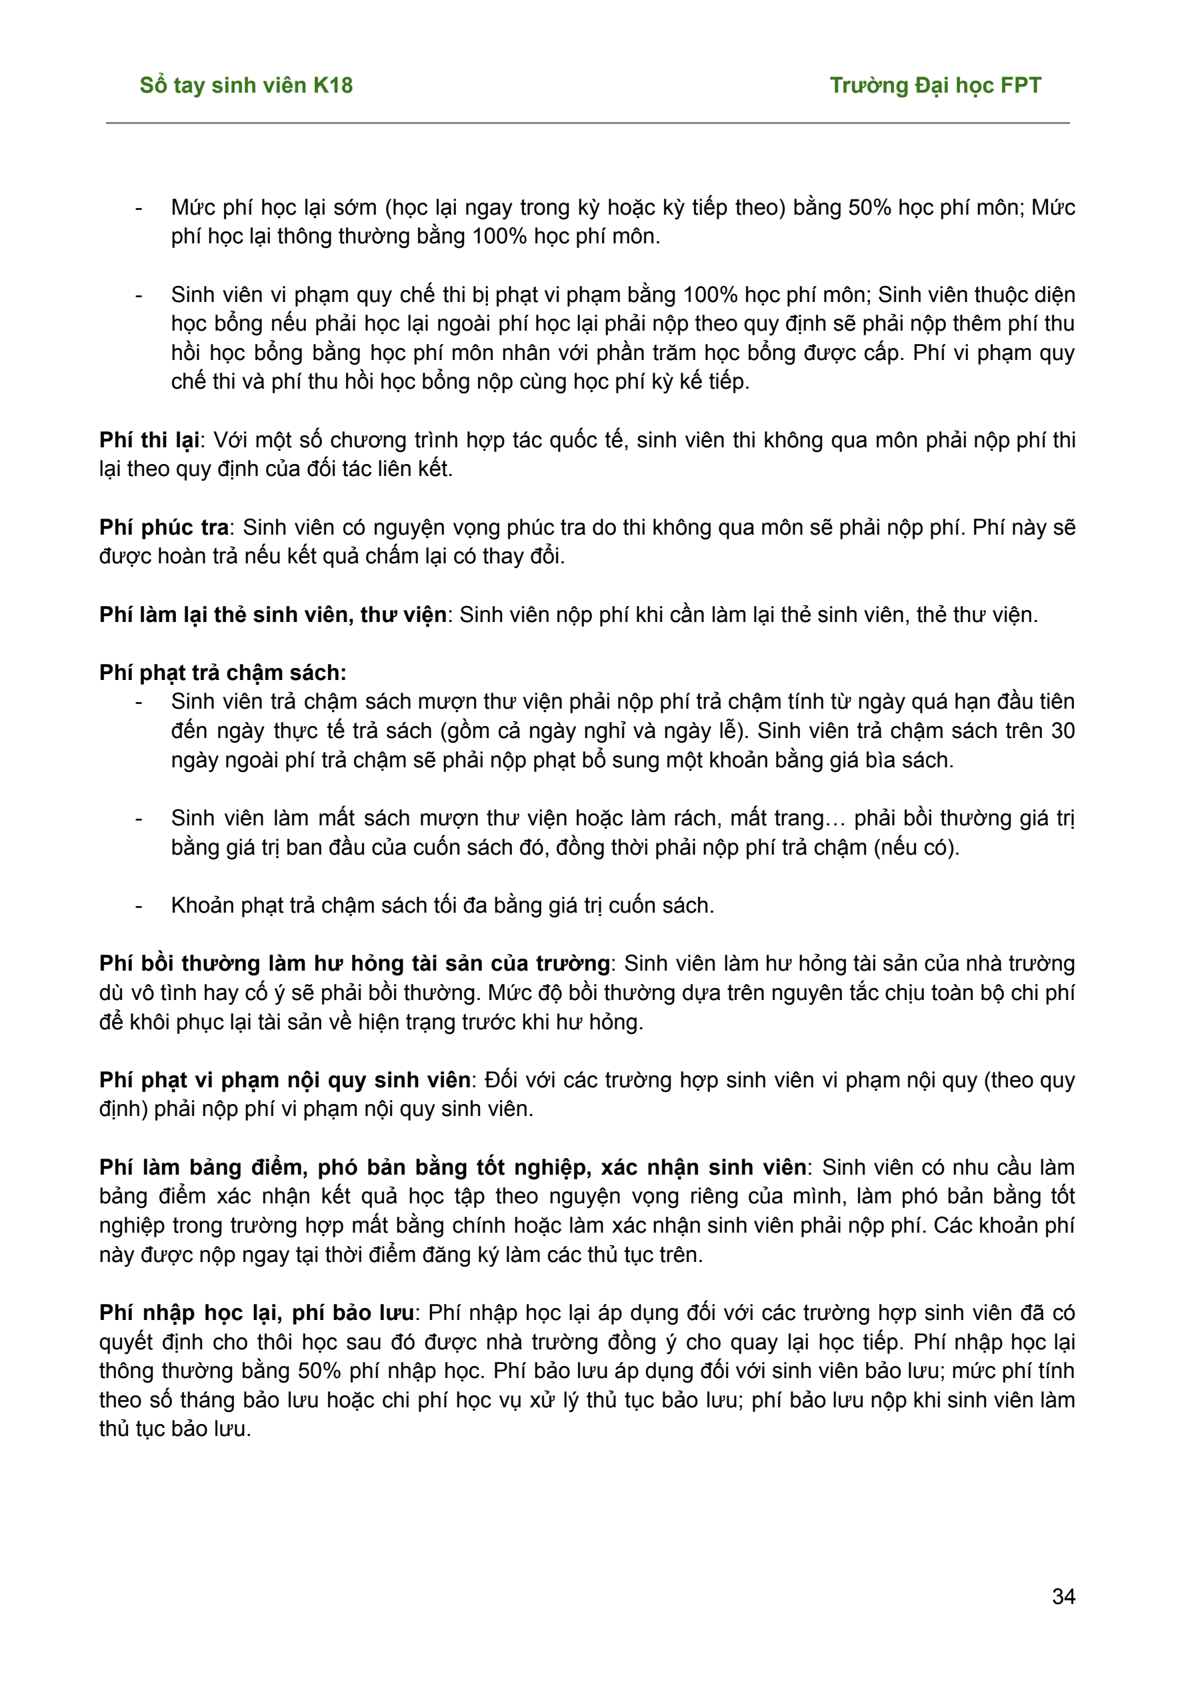 Sổ tay sinh viên K18 Trường Đại học FPT
- Mức phí học lại sớm (học lại ngay trong kỳ hoặc kỳ tiếp theo) bằng 50% học phí môn; Mức
phí học lại thông thường bằng 100% học phí môn.
- Sinh viên vi phạm quy chế thi bị phạt vi phạm bằng 100% học phí môn; Sinh viên thuộc diện
học bổng nếu phải học lại ngoài phí học lại phải nộp theo quy định sẽ phải nộp thêm phí thu
hồi học bổng bằng học phí môn nhân với phần trăm học bổng được cấp. Phí vi phạm quy
chế thi và phí thu hồi học bổng nộp cùng học phí kỳ kế tiếp.
Phí thi lại: Với một số chương trình hợp tác quốc tế, sinh viên thi không qua môn phải nộp phí thi
lại theo quy định của đối tác liên kết.
Phí phúc tra: Sinh viên có nguyện vọng phúc tra do thi không qua môn sẽ phải nộp phí. Phí này sẽ
được hoàn trả nếu kết quả chấm lại có thay đổi.
Phí làm lại thẻ sinh viên, thư viện: Sinh viên nộp phí khi cần làm lại thẻ sinh viên, thẻ thư viện.
Phí phạt trả chậm sách:
- Sinh viên trả chậm sách mượn thư viện phải nộp phí trả chậm tính từ ngày quá hạn đầu tiên
đến ngày thực tế trả sách (gồm cả ngày nghỉ và ngày lễ). Sinh viên trả chậm sách trên 30
ngày ngoài phí trả chậm sẽ phải nộp phạt bổ sung một khoản bằng giá bìa sách.
- Sinh viên làm mất sách mượn thư viện hoặc làm rách, mất trang… phải bồi thường giá trị
bằng giá trị ban đầu của cuốn sách đó, đồng thời phải nộp phí trả chậm (nếu có).
- Khoản phạt trả chậm sách tối đa bằng giá trị cuốn sách.
Phí bồi thường làm hư hỏng tài sản của trường: Sinh viên làm hư hỏng tài sản của nhà trường
dù vô tình hay cố ý sẽ phải bồi thường. Mức độ bồi thường dựa trên nguyên tắc chịu toàn bộ chi phí
để khôi phục lại tài sản về hiện trạng trước khi hư hỏng.
Phí phạt vi phạm nội quy sinh viên: Đối với các trường hợp sinh viên vi phạm nội quy (theo quy
định) phải nộp phí vi phạm nội quy sinh viên.
Phí làm bảng điểm, phó bản bằng tốt nghiệp, xác nhận sinh viên: Sinh viên có nhu cầu làm
bảng điểm xác nhận kết quả học tập theo nguyện vọng riêng của mình, làm phó bản bằng tốt
nghiệp trong trường hợp mất bằng chính hoặc làm xác nhận sinh viên phải nộp phí. Các khoản phí
này được nộp ngay tại thời điểm đăng ký làm các thủ tục trên.
Phí nhập học lại, phí bảo lưu: Phí nhập học lại áp dụng đối với các trường hợp sinh viên đã có
quyết định cho thôi học sau đó được nhà trường đồng ý cho quay lại học tiếp. Phí nhập học lại
thông thường bằng 50% phí nhập học. Phí bảo lưu áp dụng đối với sinh viên bảo lưu; mức phí tính
theo số tháng bảo lưu hoặc chi phí học vụ xử lý thủ tục bảo lưu; phí bảo lưu nộp khi sinh viên làm
thủ tục bảo lưu.
34